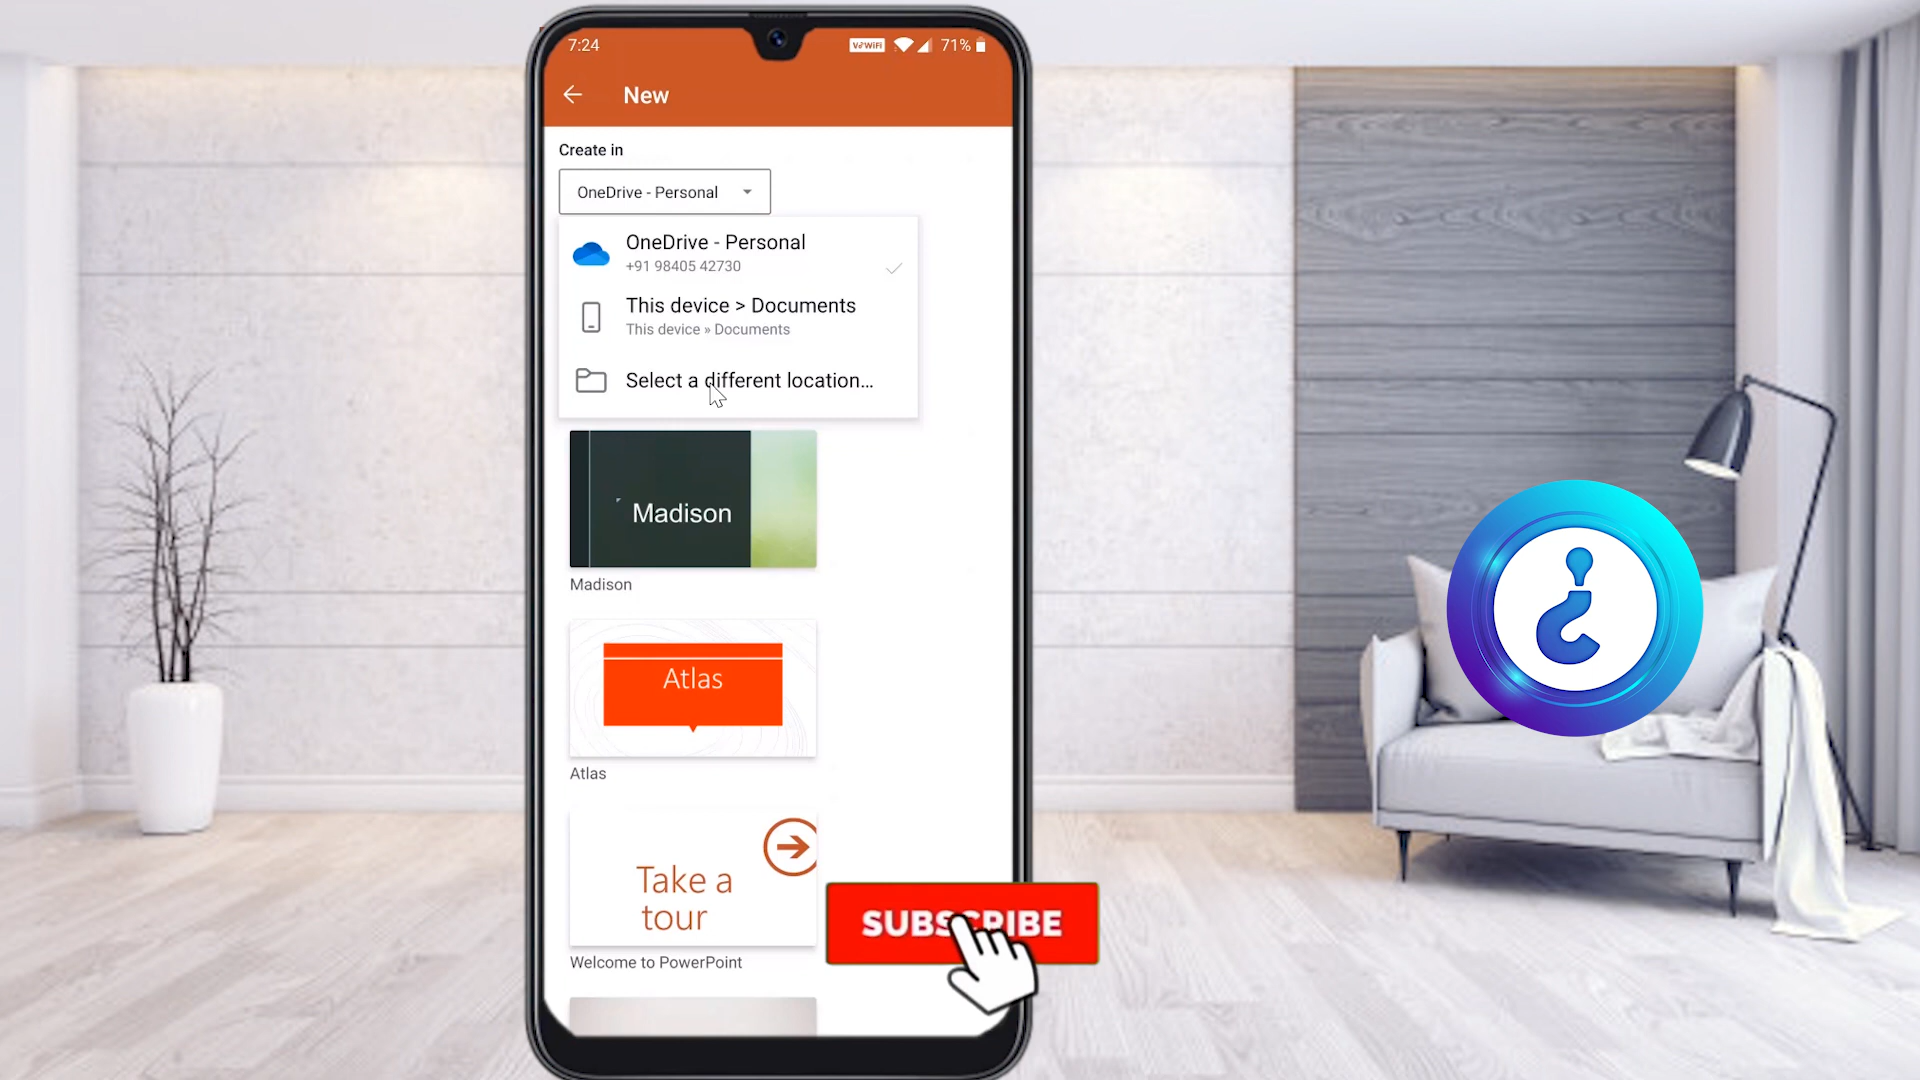 7:24
VoWiFi
71%
New
Create in
OneDrive - Personal
OneDrive - Personal
+91 98405 42730
This device > Documents
This device » Documents
Select a different location...
Madison
Madison
Atlas
Atlas
Take a
tour
Welcome to PowerPoint
SUBSCRIBE